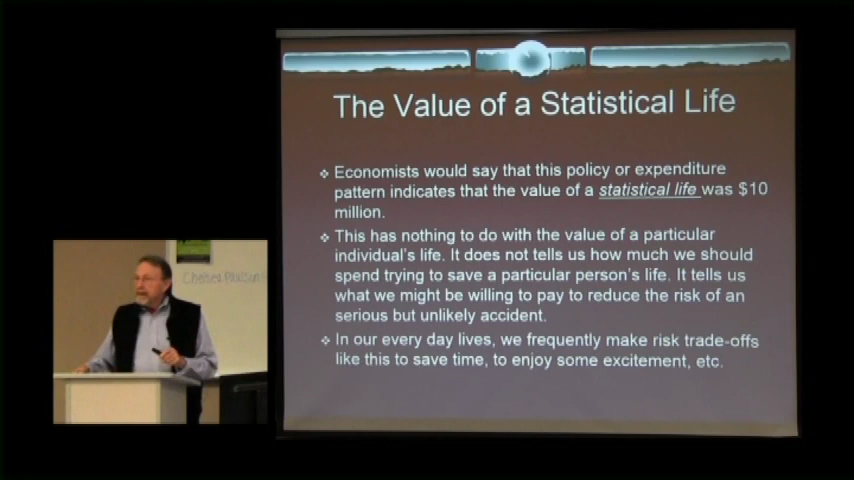 The Value of a Statistical Life
Economists would say that this policy or expenditure
pattern indicates that the value of a statistical life was $10
million.
This has nothing to do with the value of a particular
individual's life. It does not tells us how much we should
spend trying to save a particular person's life. It tells us
what we might be willing to pay to reduce the risk of an
serious but unlikely accident.
In our every day lives, we frequently make risk trade-offs
like this to save time, to enjoy some excitement, etc.
Chelsea